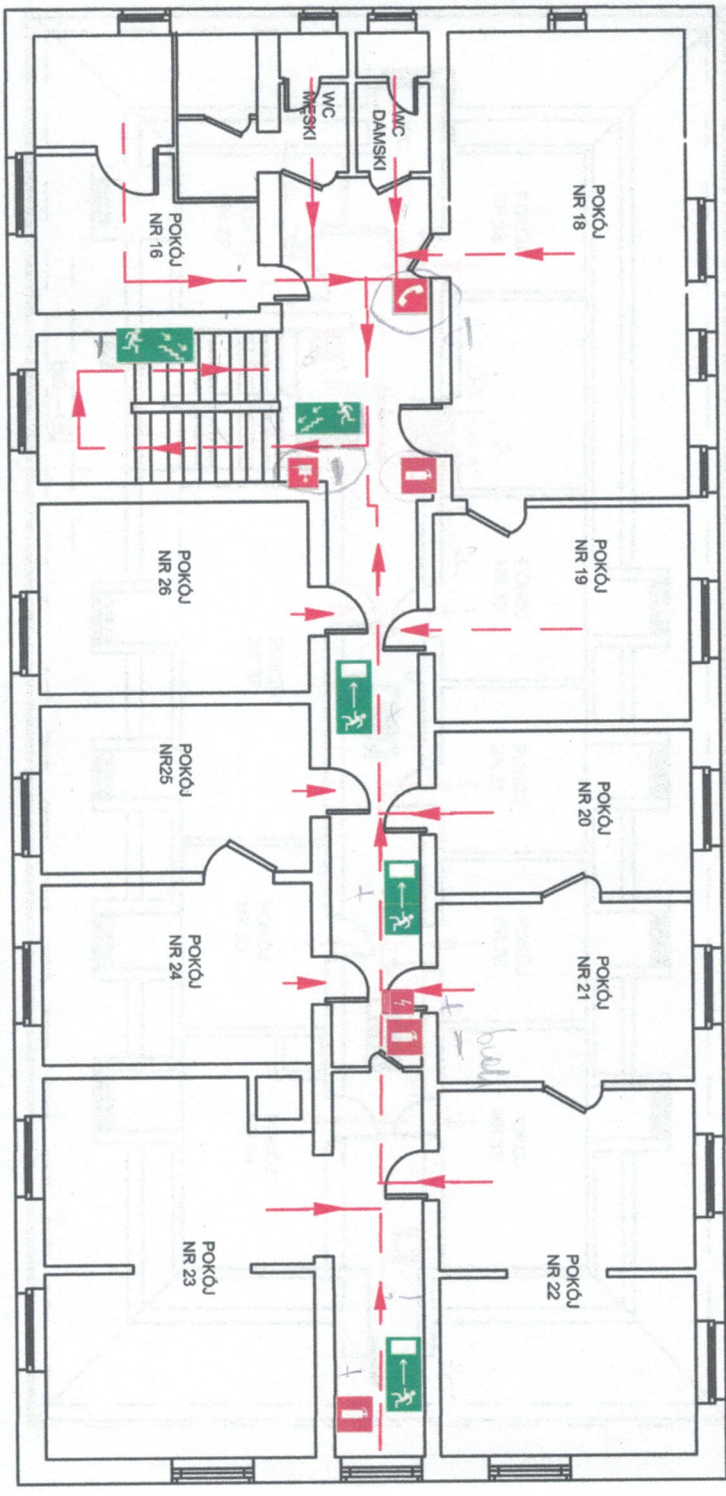 POKÓJ
NR 18
POKÓJ
NR 19
POKÓJ
NR 20
POKÓJ
NR 21
POKÓJ
NR 22
WC
DAMSKI
WC
MĘSKI
POKÓJ
NR 16
POKÓJ
NR 26
POKÓJ
NR25
POKÓJ
NR 24
POKÓJ
NR 23